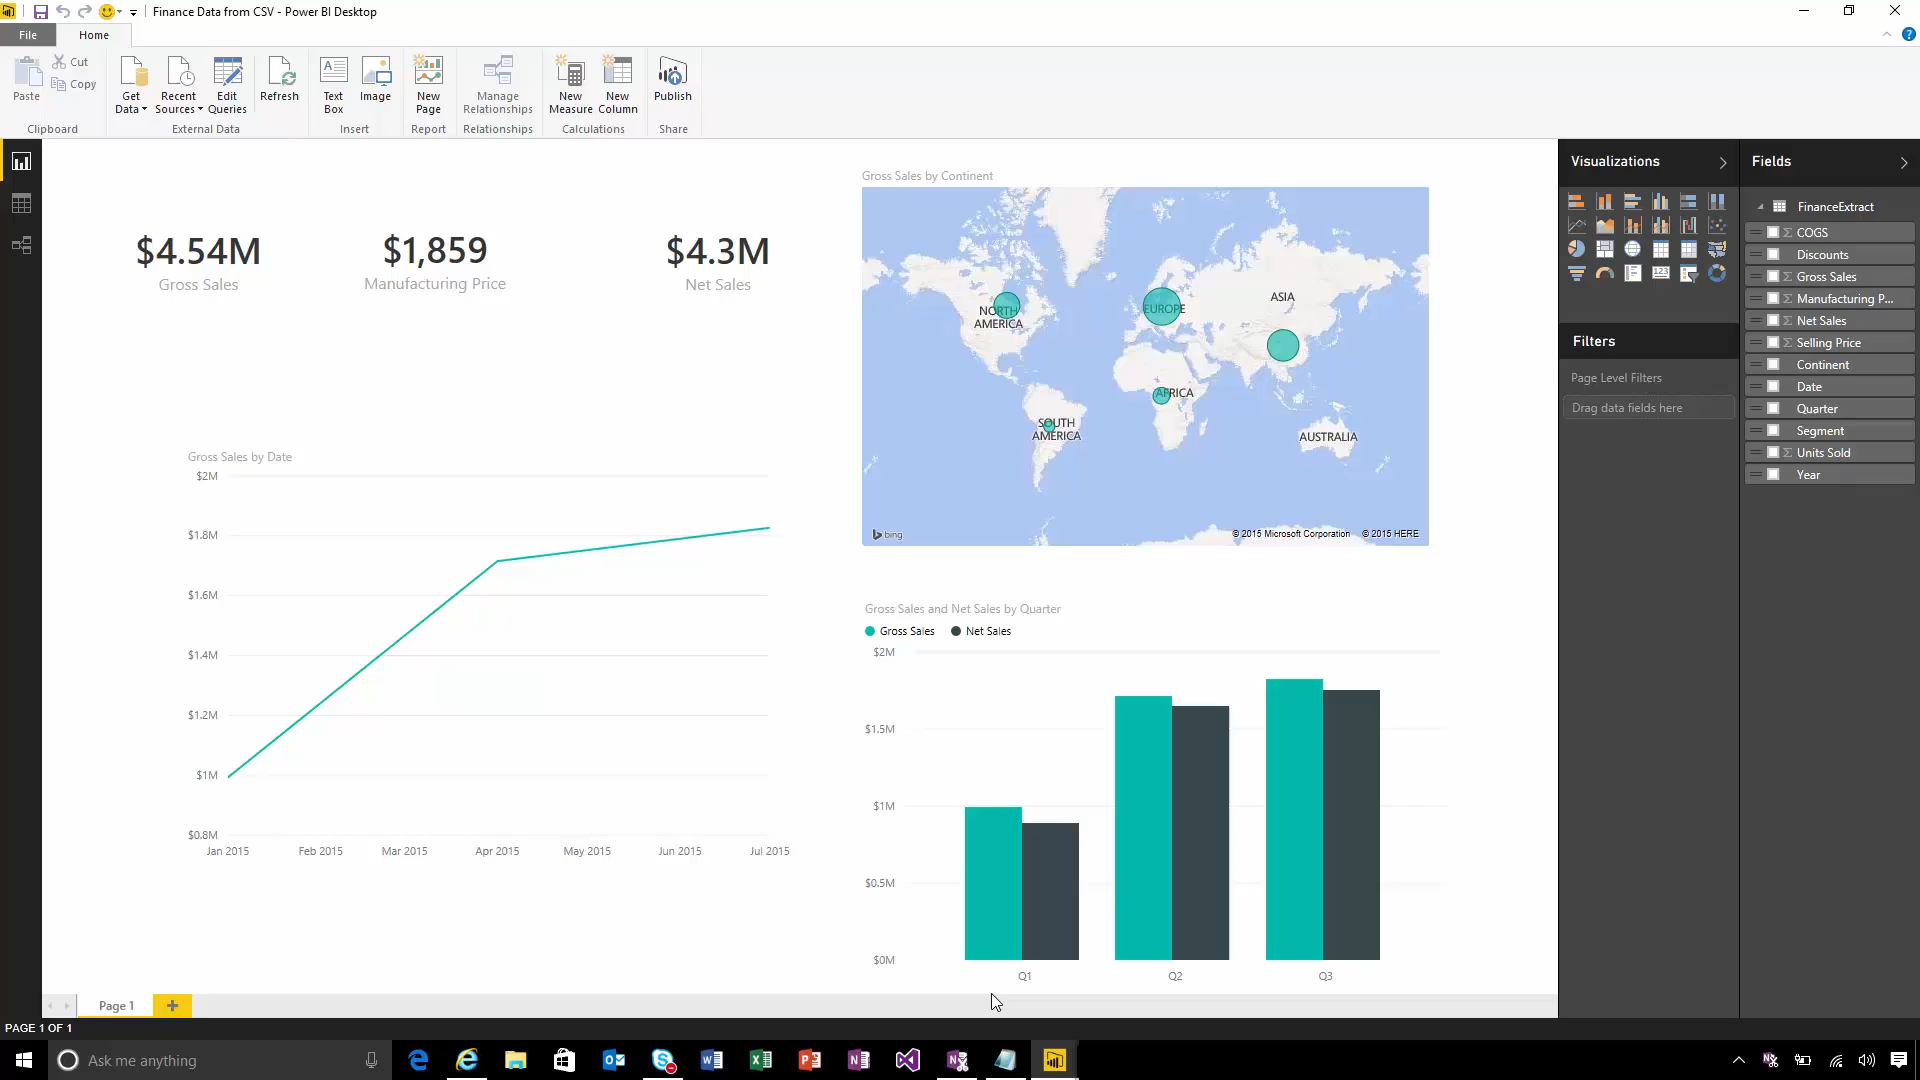 Finance Data from CSV - Power BI Desktop
File
Home
Paste
Cut
Copy
Clipboard
Get
Data
Recent
Sources
Edit
Queries
Refresh
External Data
Text
Box
Image
Insert
New
Page
Report
Manage
Relationships
Relationships
New
Measure
New
Column
Calculations
Publish
Share
$4.54M
Gross Sales
$1,859
Manufacturing Price
$4.3M
Net Sales
Gross Sales by Continent
NORTH
AMERICA
EUROPE
ASIA
AFRICA
SOUTH
AMERICA
AUSTRALIA
bing
© 2015 Microsoft Corporation
© 2015 HERE
Gross Sales by Date
$2M
$1.8M
$1.6M
$1.4M
$1.2M
$1M
$0.8M
Jan 2015
Feb 2015
Mar 2015
Apr 2015
May 2015
Jun 2015
Jul 2015
Gross Sales and Net Sales by Quarter
Gross Sales
Net Sales
$2M
$1.5M
$1M
$0.5M
$0M
Q1
Q2
Q3
Visualizations
Filters
Page Level Filters
Drag data fields here
Fields
FinanceExtract
COGS
Discounts
Gross Sales
Manufacturing P...
Net Sales
Selling Price
Continent
Date
Quarter
Segment
Units Sold
Year
Page 1
PAGE 1 OF 1
Ask me anything